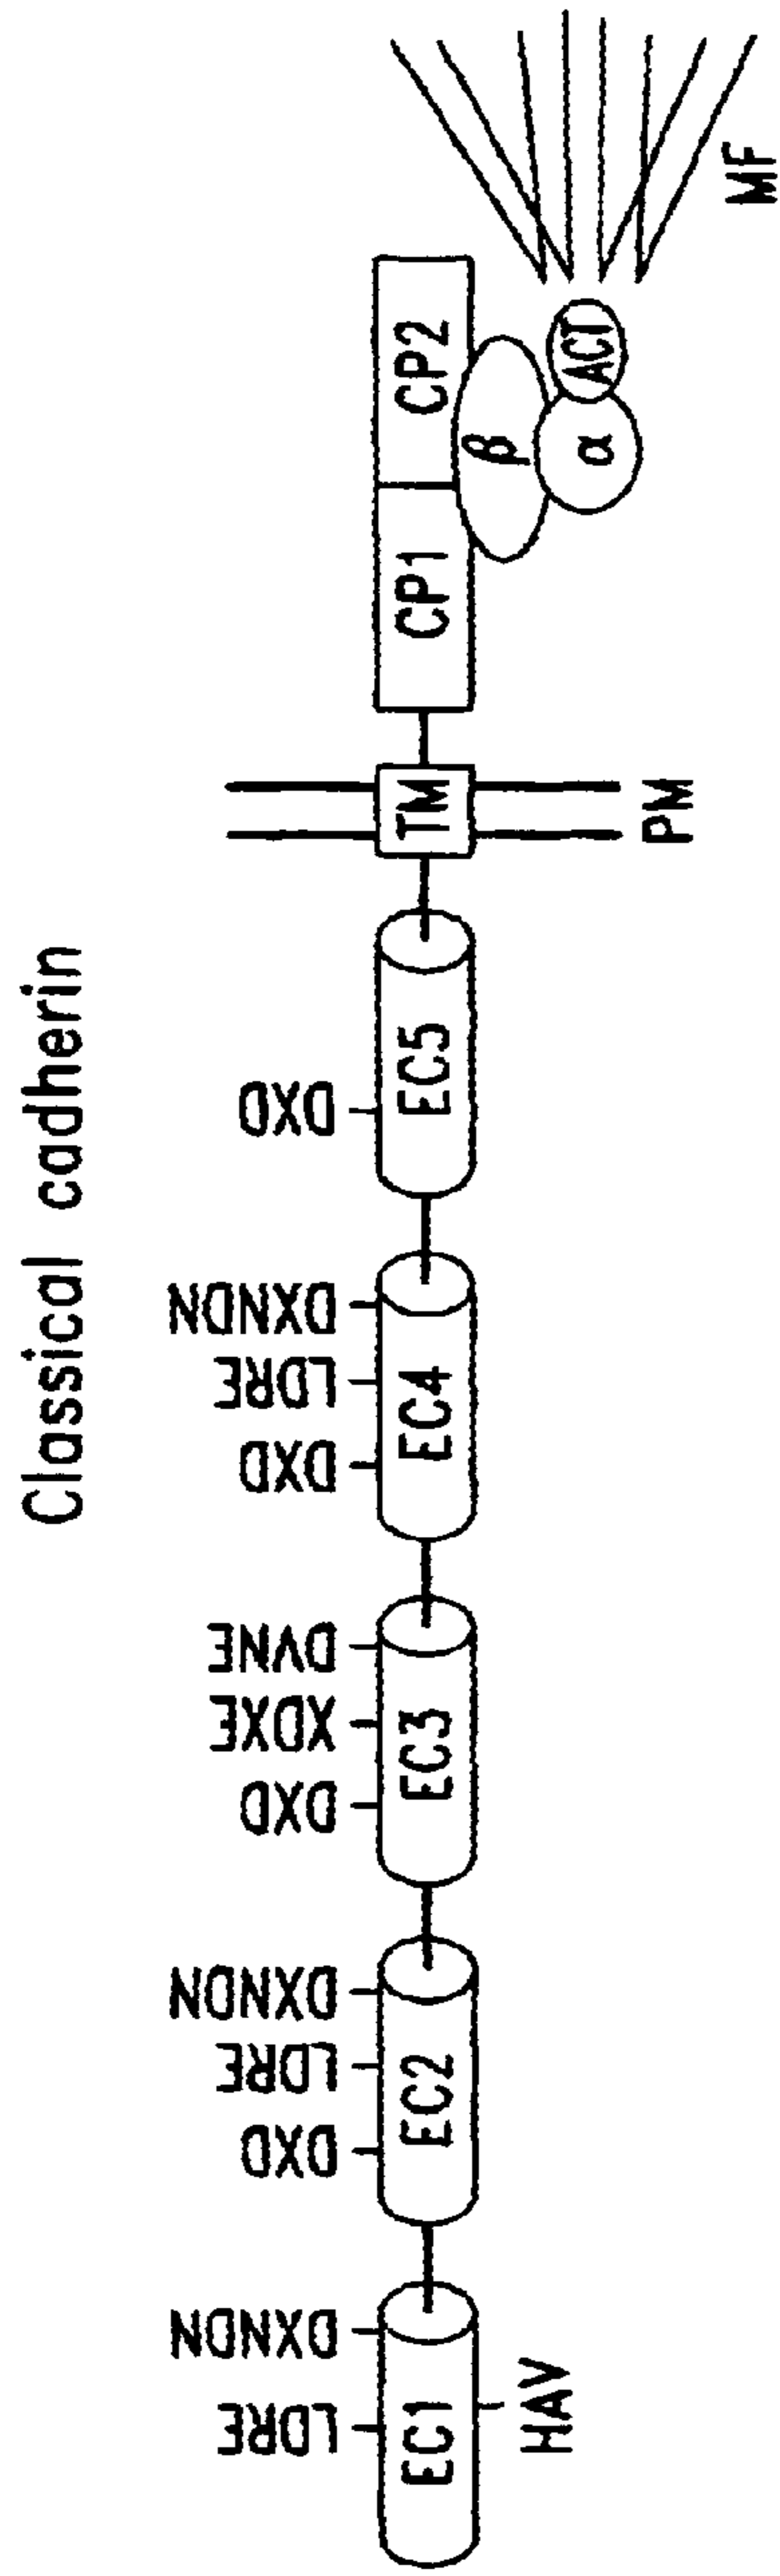 Classical cadherin
LDRE
DXNDN
DXD
LDRE
DXNDN
DXD
XDXE
DVNE
DXD
LDRE
DXNDN
DXD
EC1
EC2
EC3
EC4
EC5
TM
CP1
CP2
HAV
PM
β
α
ACT
MF